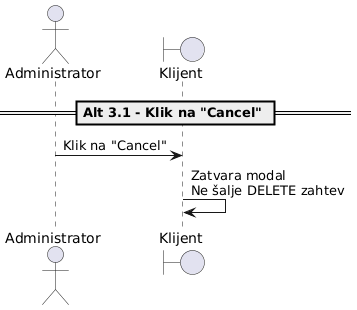 Administrator
Klijent
Alt 3.1 - Klik na "Cancel"
Klik na "Cancel"
Zatvara modal
Ne šalje DELETE zahtev
Administrator
Klijent